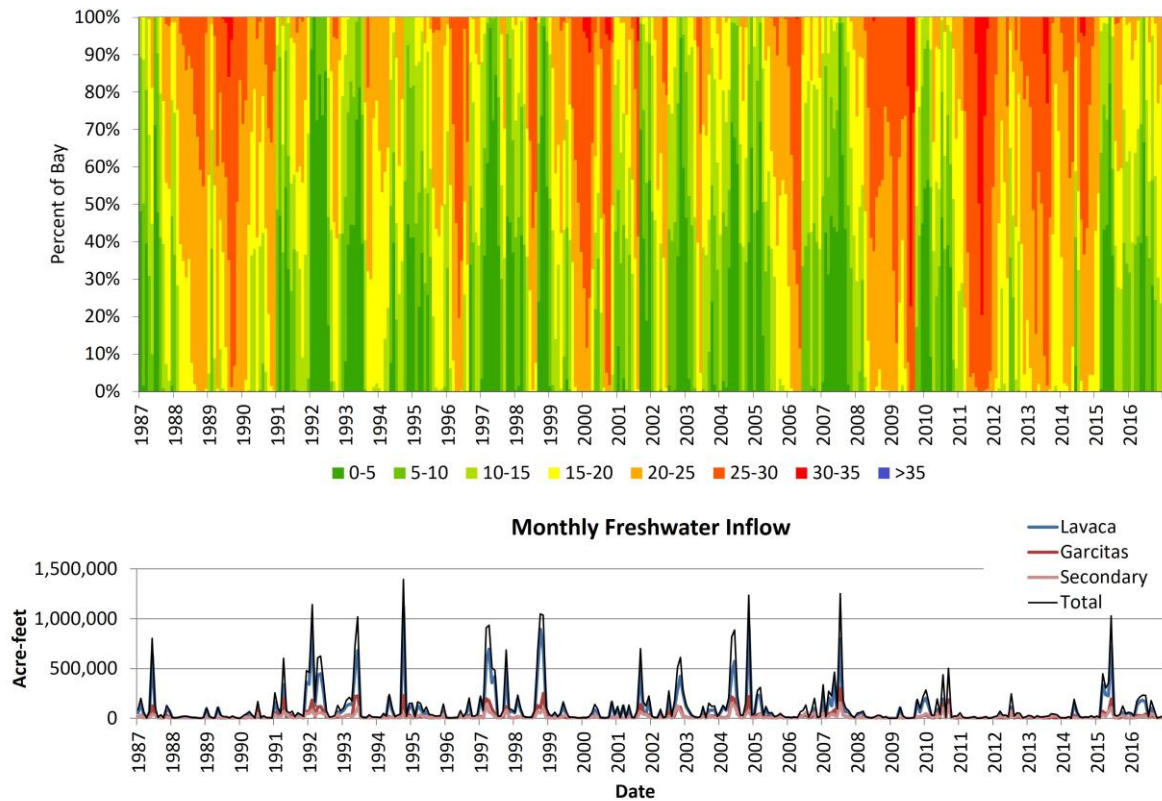 100%
90%
80%
70%
60%
50%
40%
30%
20%
10%
0%
Percent of Bay
1987 1988 1989 1990 1991 1992 1993 1994 1995 1996 1997 1998 1999 2000 2001 2002 2003 2004 2005 2006 2007 2008 2009 2010 2011 2012 2013 2014 2015 2016
0-5 5-10 10-15 15-20 20-25 25-30 30-35 >35
Monthly Freshwater Inflow
Lavaca
Garcitas
Secondary
Total
1,500,000
1,000,000
500,000
0
Acre-feet
1987 1988 1989 1990 1991 1992 1993 1994 1995 1996 1997 1998 1999 2000 2001 2002 2003 2004 2005 2006 2007 2008 2009 2010 2011 2012 2013 2014 2015 2016
Date